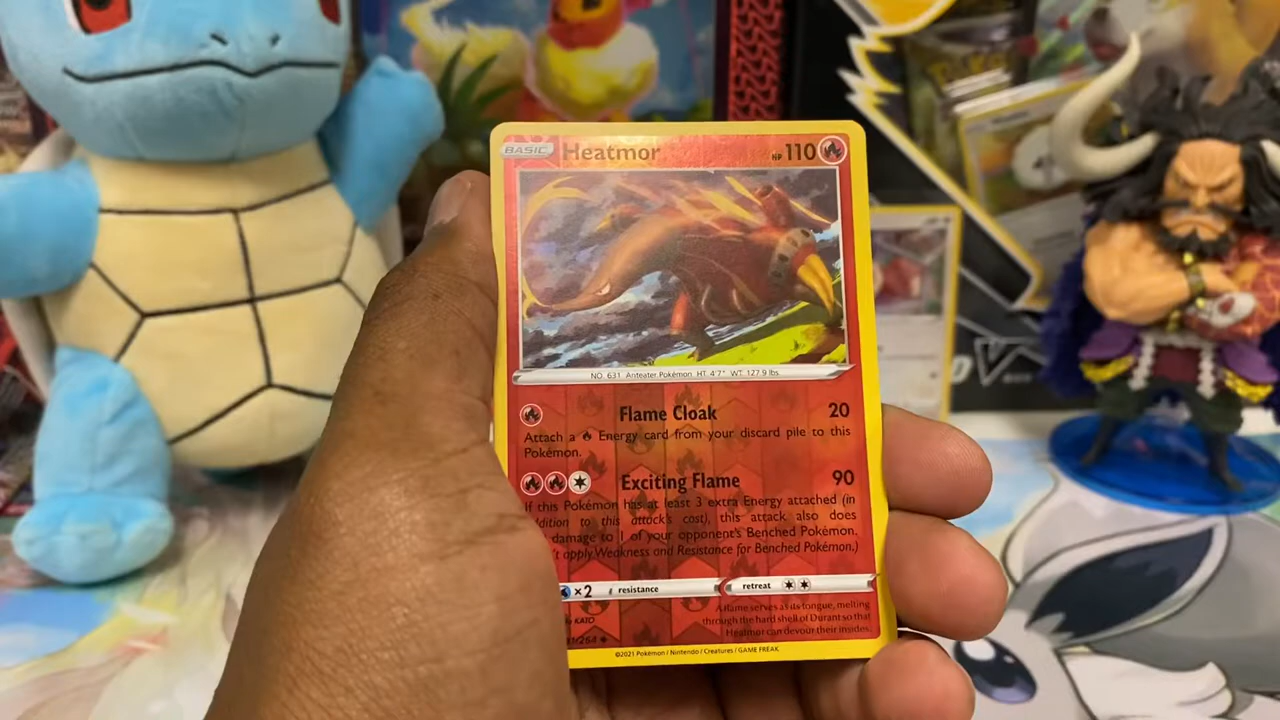 BASIC Heatmor HP 110
NO. 631 Anteater Pokémon HT: 4'7" WT: 127.9 lbs.
Flame Cloak 20
Attach a Energy card from your discard pile to this
Pokémon.
Exciting Flame 90
If this Pokémon has at least 3 extra Energy attached (in
ddition to this attack's cost), this attack also does
damage to 1 of your opponent's Benched Pokémon.
't apply Weakness and Resistance for Benched Pokémon.)
×2 resistance retreat
A flame serves as its tongue, melting
through the hard shell of Durant so that
Heatmor can devour their insides.
KATO
/264
©2021 Pokémon / Nintendo / Creatures / GAME FREAK